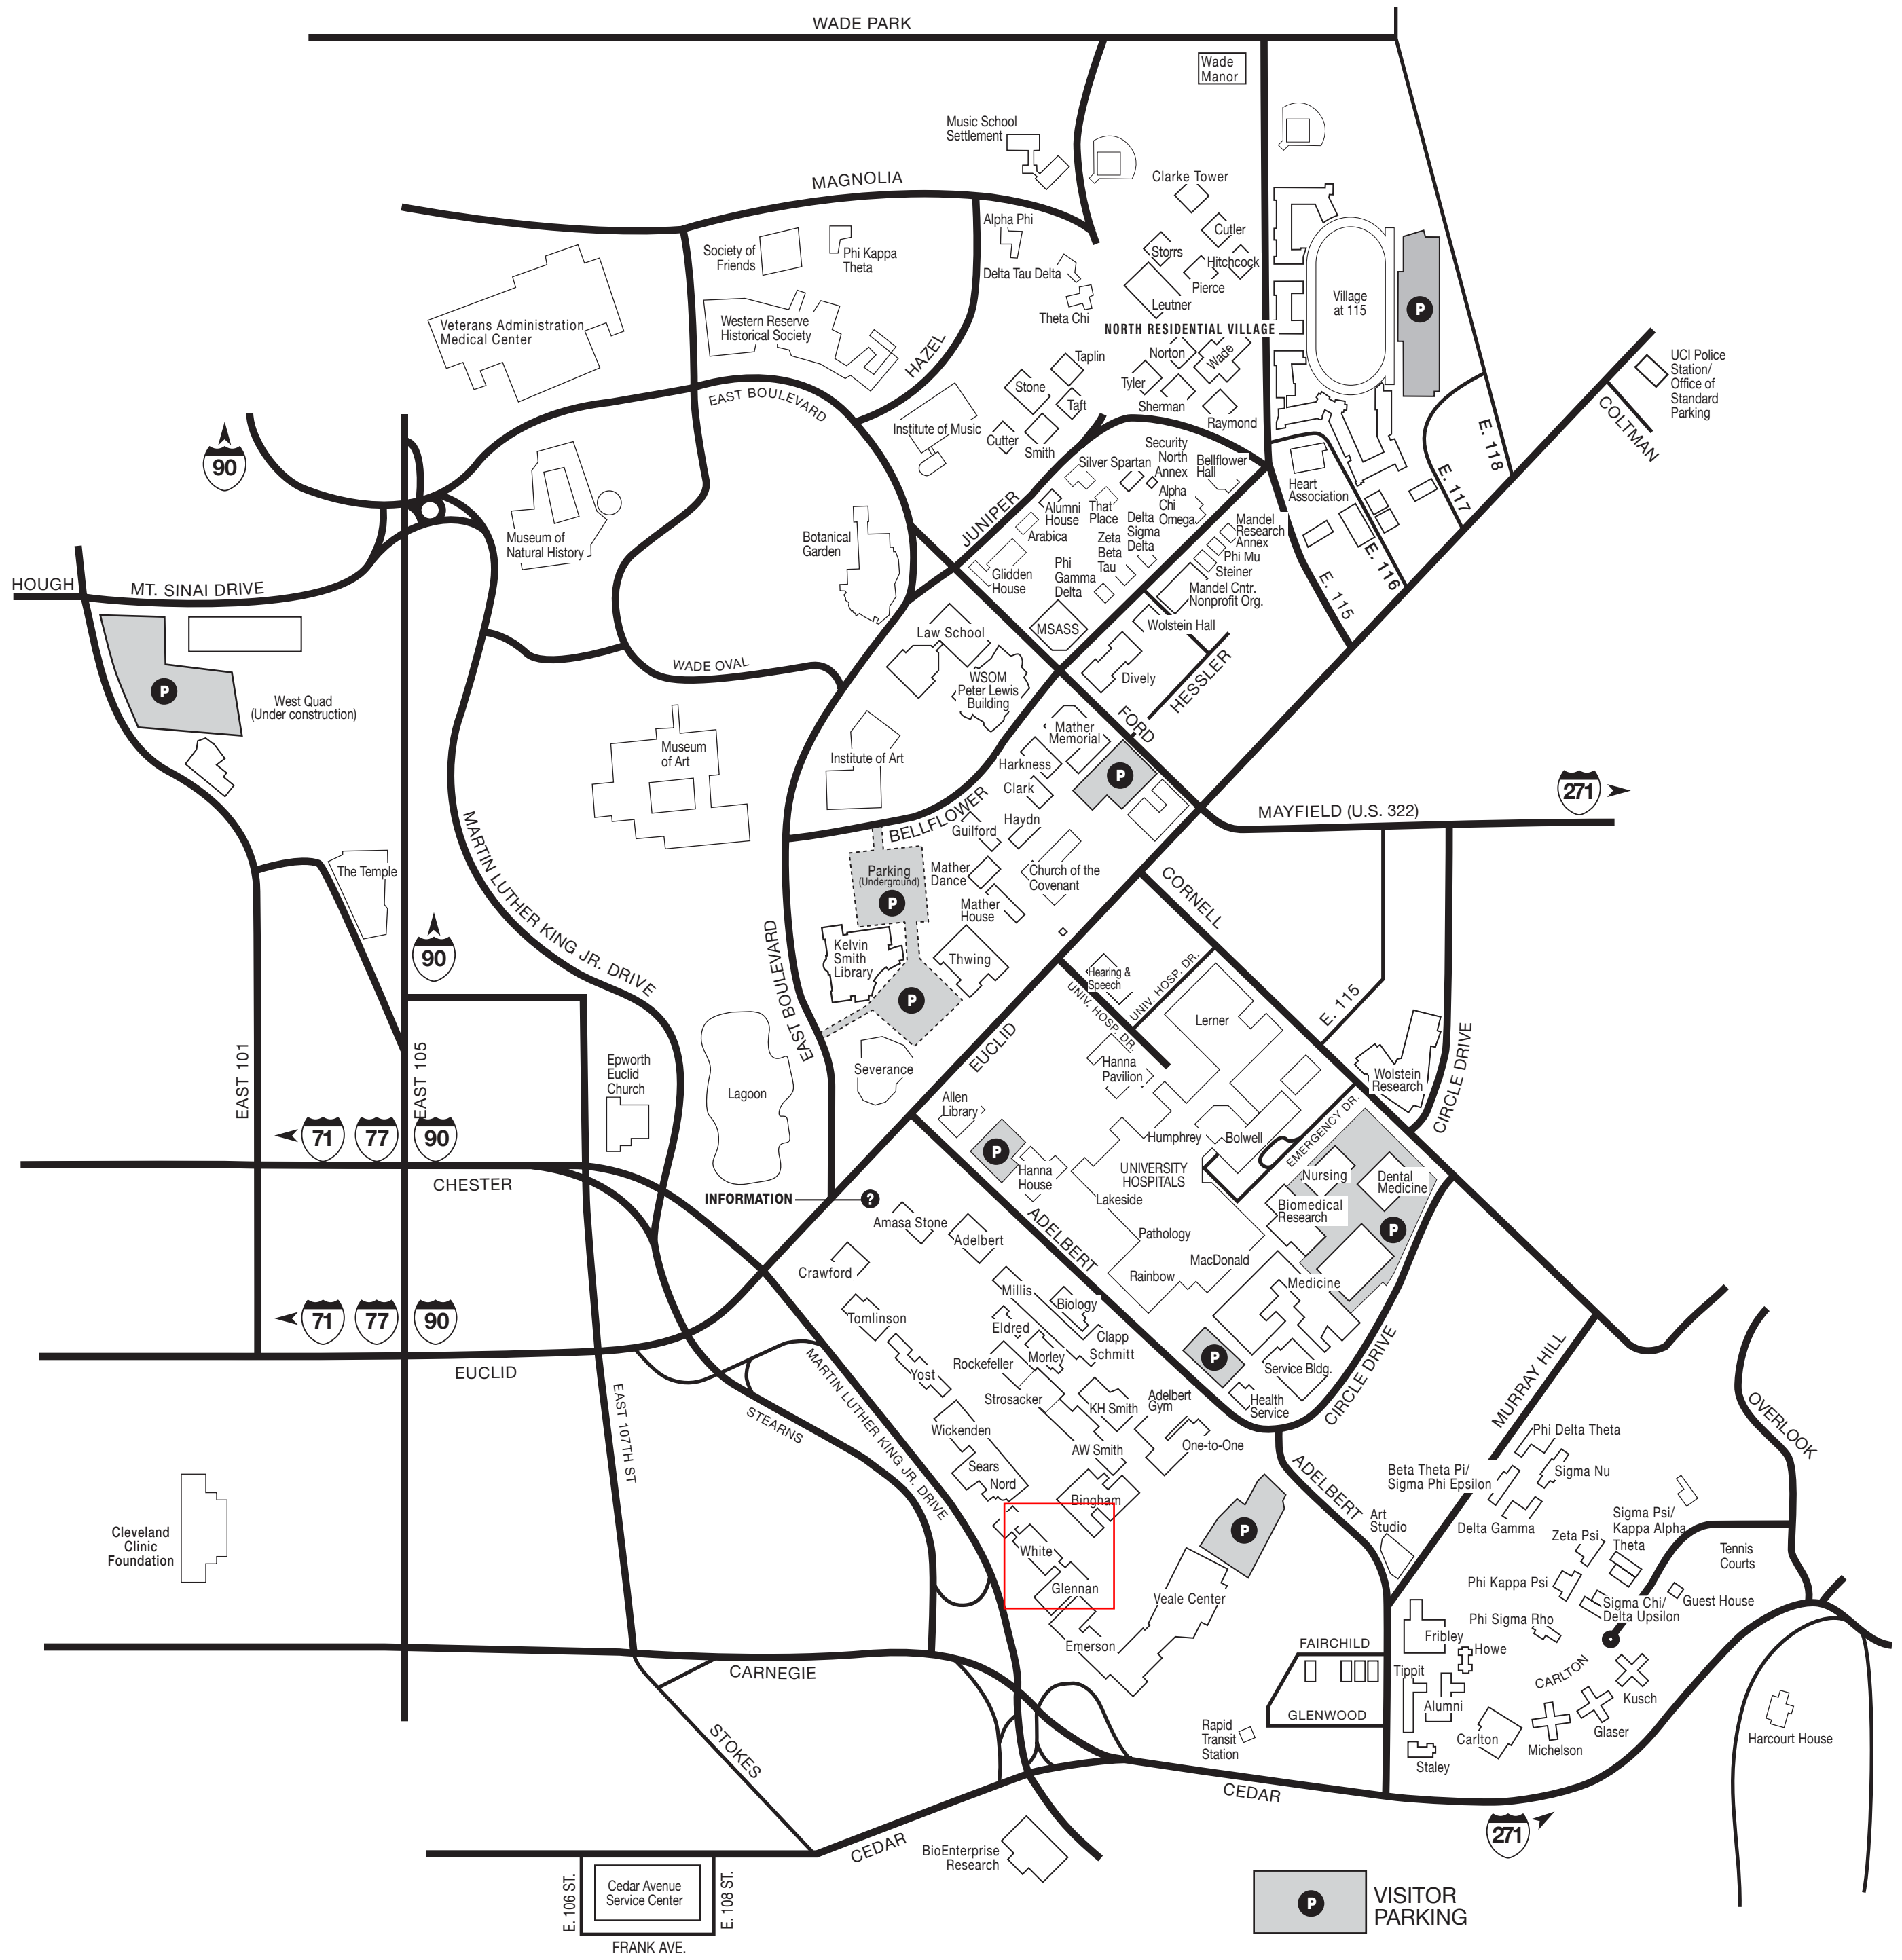 WADE PARK
Wade
Manor
Music School
Settlement
MAGNOLIA
Clarke Tower
Alpha Phi
Cutler
Society of
Friends
Phi Kappa
Theta
Storrs
Hitchcock
Delta Tau Delta
Pierce
Leutner
Village
at 115
P
Theta Chi
Veterans Administration
Medical Center
Western Reserve
Historical Society
NORTH RESIDENTIAL VILLAGE
HAZEL
Taplin
Norton
Wade
Stone
Tyler
UCI Police
Station/
Office of
Standard
Parking
COLTMAN
EAST BOULEVARD
Taft
Sherman
Raymond
Institute of Music
Cutter
Smith
E. 118
90
Security
North
Annex
Silver Spartan
Bellflower
Hall
Heart
Association
E. 117
JUNIPER
Alumni
House
That
Place
Alpha
Chi
Omega
Arabica
Delta
Sigma
Delta
Mandel
Research
Annex
Museum of
Natural History
Botanical
Garden
Zeta
Beta
Tau
Phi Mu
Steiner
E. 116
Phi
Gamma
Delta
Glidden
House
Mandel Cntr.
Nonprofit Org.
E. 115
HOUGH
MT. SINAI DRIVE
Law School
MSASS
Wolstein Hall
WADE OVAL
WSOM
Peter Lewis
Building
Dively
HESSLER
P
West Quad
(Under construction)
FORD
Mather
Memorial
Museum
of Art
Institute of Art
Harkness
P
Clark
271
MAYFIELD (U.S. 322)
BELLFLOWER
Guilford
Haydn
MARTIN LUTHER KING JR. DRIVE
The Temple
Parking
(Underground)
P
Mather
Dance
Church of the
Covenant
CORNELL
Mather
House
90
EAST BOULEVARD
Kelvin
Smith
Library
Thwing
Hearing &
Speech
UNIV. HOSP. DR.
UNIV. HOSP. DR.
P
Lerner
E. 115
EUCLID
EAST 101
EAST 105
Epworth
Euclid
Church
Lagoon
Severance
Hanna
Pavilion
Wolstein
Research
CIRCLE DRIVE
Allen
Library
71
77
90
Humphrey
Bolwell
EMERGENCY DR.
P
Hanna
House
UNIVERSITY
HOSPITALS
Nursing
Dental
Medicine
CHESTER
INFORMATION
?
Lakeside
Biomedical
Research
P
Amasa Stone
Adelbert
ADELBERT
Pathology
MacDonald
Crawford
Rainbow
Medicine
Millis
Biology
71
77
90
Tomlinson
Eldred
Clapp
Schmitt
EUCLID
Rockefeller
Morley
P
Service Bldg.
CIRCLE DRIVE
Yost
Strosacker
KH Smith
Adelbert
Gym
Health
Service
MURRAY HILL
EAST 107TH ST
STEARNS
MARTIN LUTHER KING JR. DRIVE
Wickenden
AW Smith
One-to-One
OVERLOOK
Phi Delta Theta
Sears
Nord
ADELBERT
Beta Theta Pi/
Sigma Phi Epsilon
Sigma Nu
Bingham
Art
Studio
Delta Gamma
Sigma Psi/
Kappa Alpha
Theta
P
Zeta Psi
Cleveland
Clinic
Foundation
White
Tennis
Courts
Glennan
Veale Center
Phi Kappa Psi
Guest House
Sigma Chi/
Delta Upsilon
Phi Sigma Rho
Emerson
FAIRCHILD
Fribley
Howe
CARNEGIE
CARLTON
Tippit
Kusch
Alumni
GLENWOOD
Glaser
Rapid
Transit
Station
Carlton
Michelson
Harcourt House
STOKES
Staley
CEDAR
271
CEDAR
BioEnterprise
Research
E. 106 ST.
Cedar Avenue
Service Center
E. 108 ST.
P
VISITOR
PARKING
FRANK AVE.